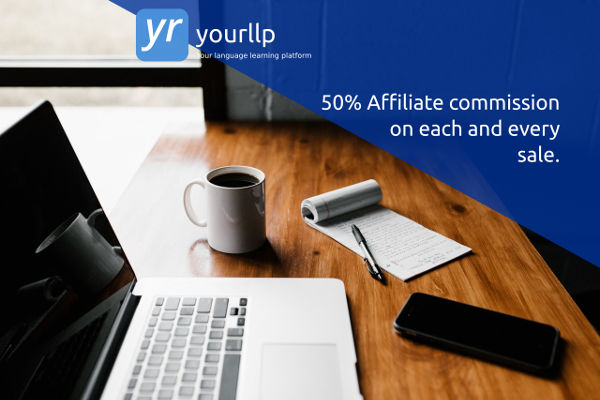 yr yourllp
your language learning platform
50% Affiliate commission
on each and every
sale.